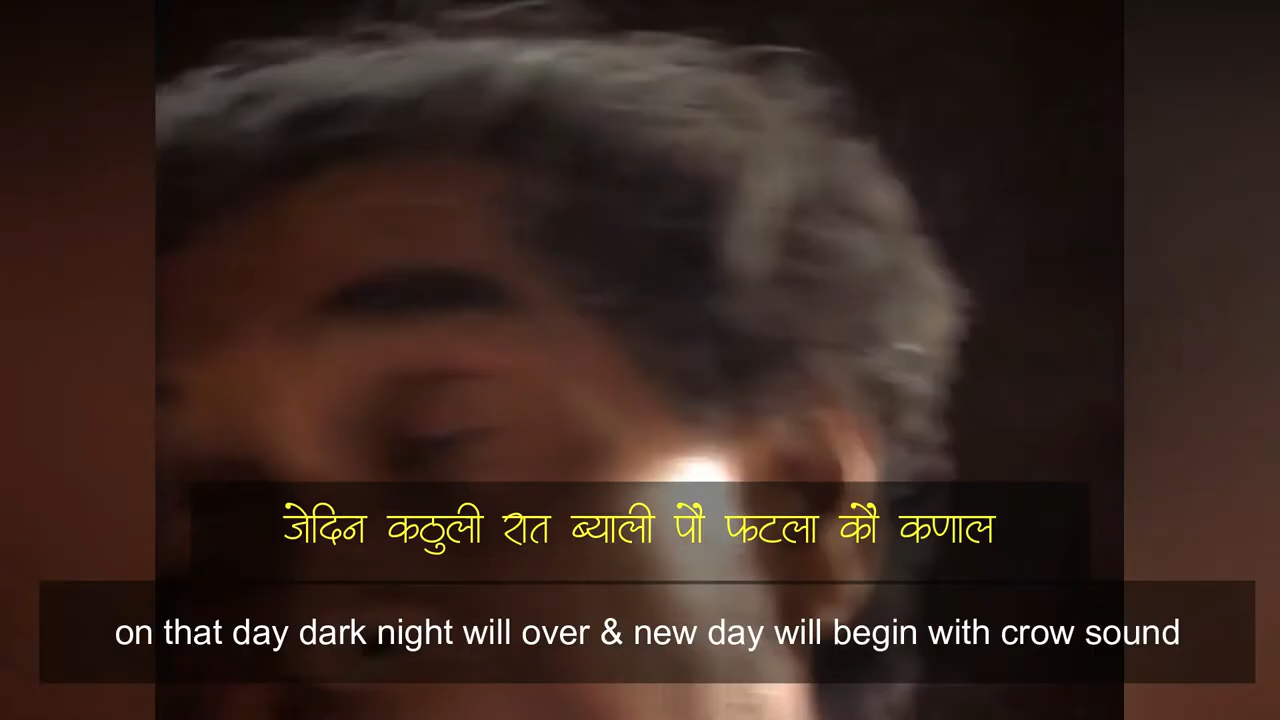 जेदिन कठुली रात ब्याली पौ फटला कौ कणाल
on that day dark night will over & new day will begin with crow sound